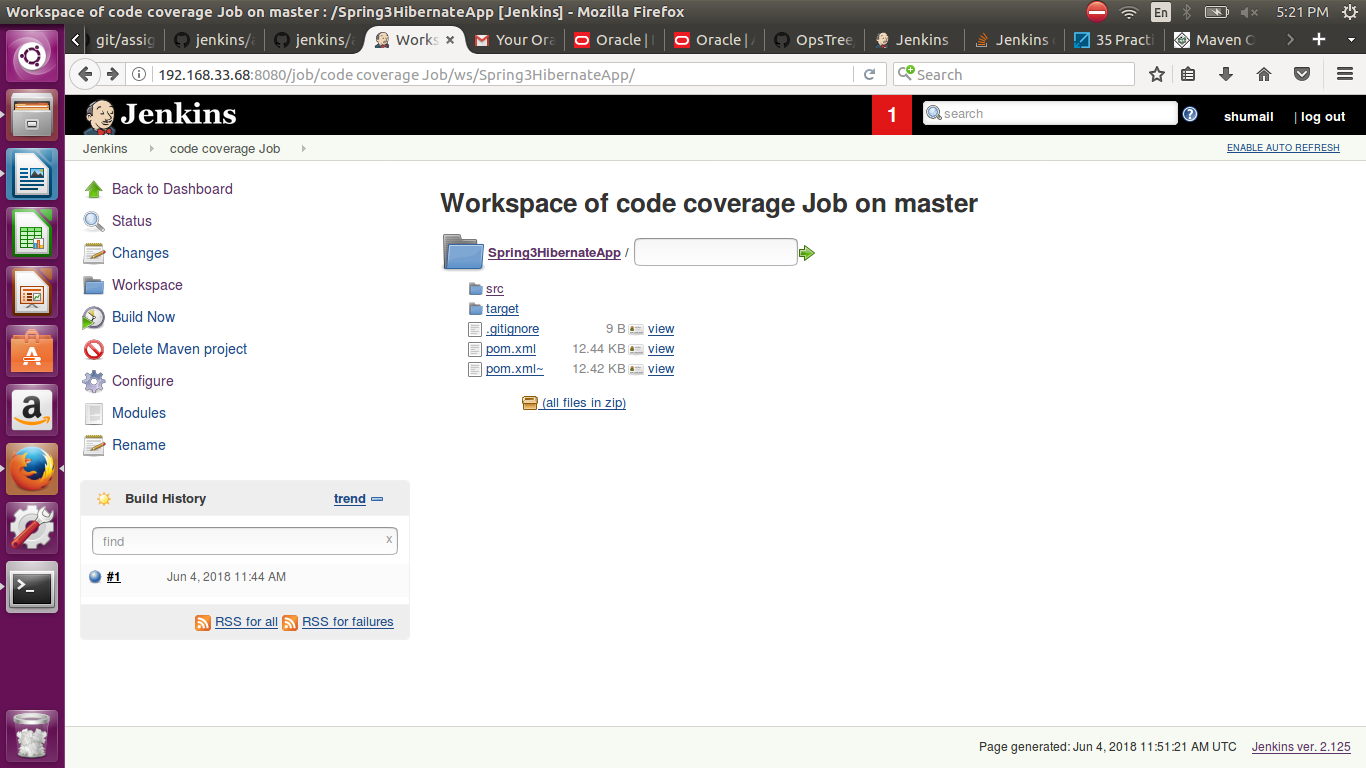 Workspace of code coverage Job on master : /Spring3HibernateApp [Jenkins] - Mozilla Firefox
En
5:21 PM
git/assig
jenkins/a
jenkins/a
Works
Your Ora
Oracle |
Oracle | A
OpsTree,
Jenkins
Jenkins
35 Practi
Maven O
192.168.33.68:8080/job/code coverage Job/ws/Spring3HibernateApp/
Search
Jenkins
1
search
shumail
| log out
Jenkins
code coverage Job
ENABLE AUTO REFRESH
Back to Dashboard
Status
Changes
Workspace
Build Now
Delete Maven project
Configure
Modules
Rename
Build History
trend
find
x
#1
Jun 4, 2018 11:44 AM
RSS for all
RSS for failures
Workspace of code coverage Job on master
Spring3HibernateApp /
src
target
.gitignore 9 B view
pom.xml 12.44 KB view
pom.xml~ 12.42 KB view
(all files in zip)
Page generated: Jun 4, 2018 11:51:21 AM UTC
Jenkins ver. 2.125